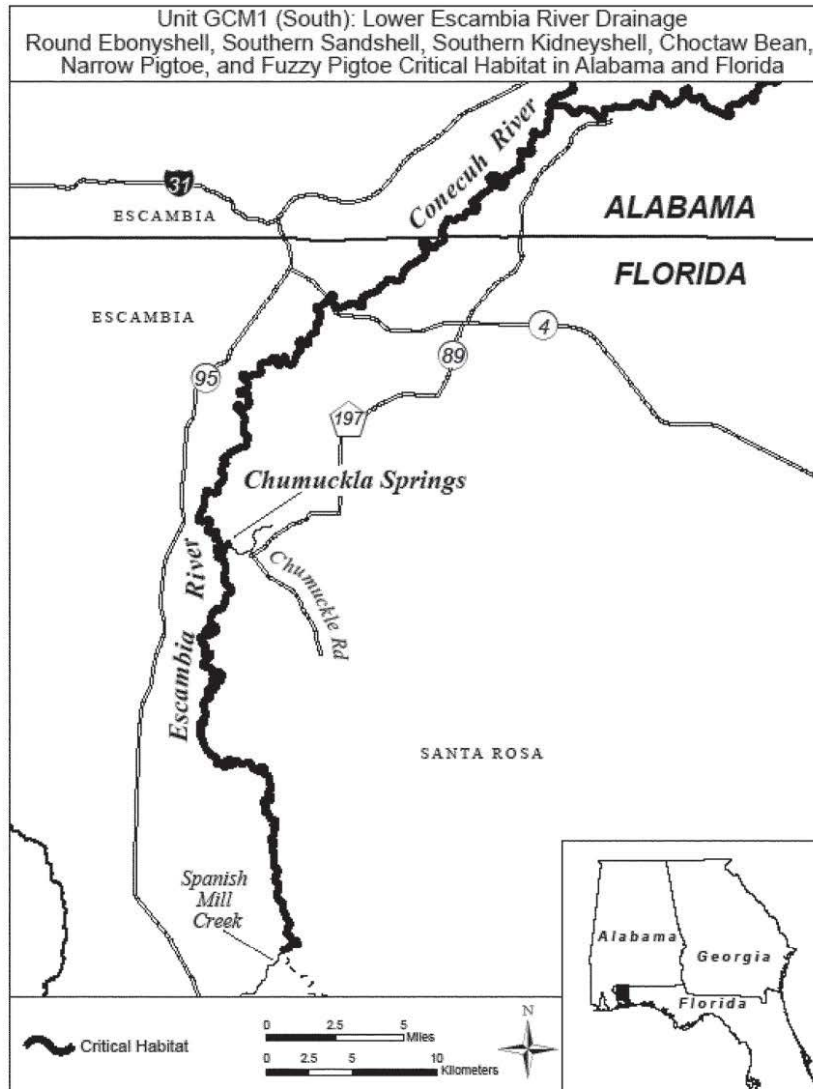 Unit GCM1 (South): Lower Escambia River Drainage
Round Ebonyshell, Southern Sandshell, Southern Kidneyshell, Choctaw Bean,
Narrow Pigtoe, and Fuzzy Pigtoe Critical Habitat in Alabama and Florida
Conecuh River
31
ESCAMBIA
ALABAMA
FLORIDA
ESCAMBIA
4
89
95
197
Chumuckla Springs
Chumuckle Rd
Escambia River
SANTA ROSA
Spanish
Mill
Creek
Alabama
Georgia
Florida
Critical Habitat
0 2.5 5
Miles
0 2.5 5 10
Kilometers
N